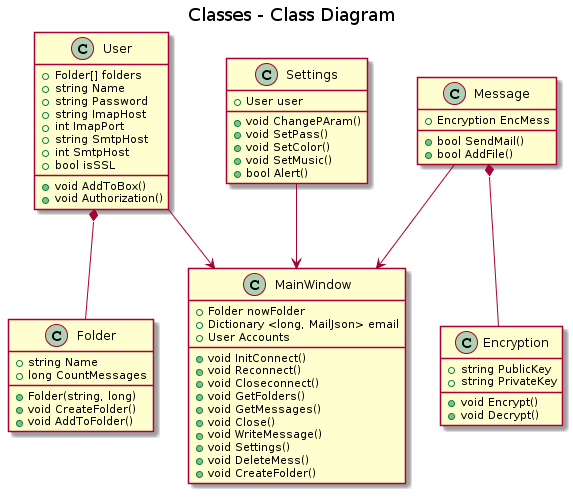 Classes - Class Diagram
C User
Folder[] folders
string Name
string Password
string ImapHost
int ImapPort
string SmtpHost
int SmtpHost
bool isSSL
void AddToBox()
void Authorization()
C Settings
User user
void ChangePAram()
void SetPass()
void SetColor()
void SetMusic()
bool Alert()
C Message
Encryption EncMess
bool SendMail()
bool AddFile()
C Folder
string Name
long CountMessages
Folder(string, long)
void CreateFolder()
void AddToFolder()
C MainWindow
Folder nowFolder
Dictionary <long, MailJson> email
User Accounts
void InitConnect()
void Reconnect()
void Closeconnect()
void GetFolders()
void GetMessages()
void Close()
void WriteMessage()
void Settings()
void DeleteMess()
void CreateFolder()
C Encryption
string PublicKey
string PrivateKey
void Encrypt()
void Decrypt()